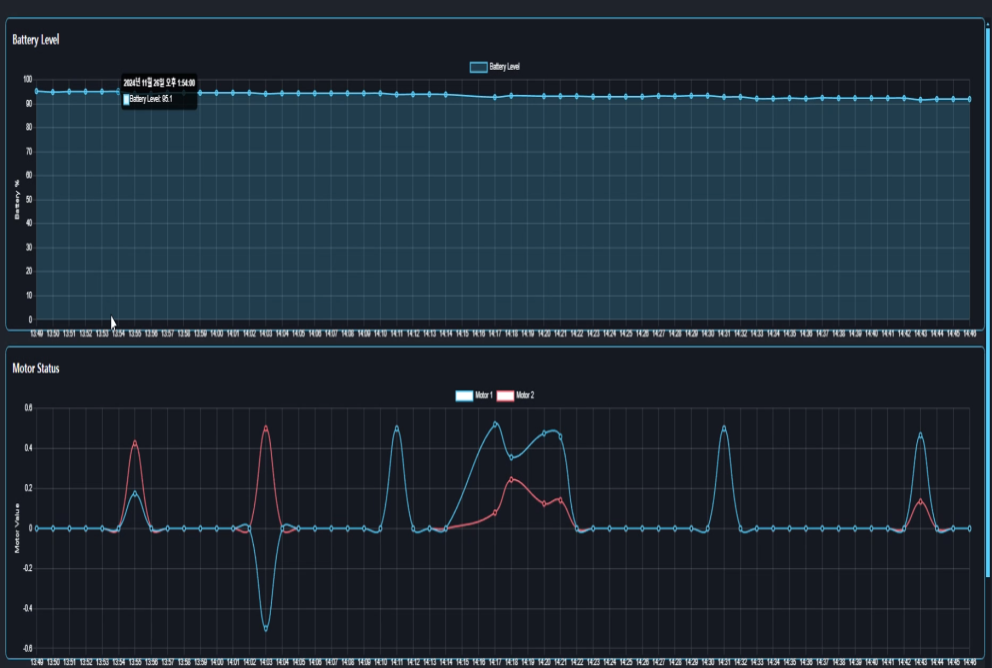 Battery Level
Battery Level
2024년 11월 26일 오후 1:54:00
Battery Level: 95.1
100
90
80
70
60
50
40
30
20
10
0
Battery %
13:49 13:50 13:51 13:52 13:53 13:54 13:55 13:56 13:57 13:58 13:59 14:00 14:01 14:02 14:03 14:04 14:05 14:06 14:07 14:08 14:09 14:10 14:11 14:12 14:13 14:14 14:15 14:16 14:17 14:18 14:19 14:20 14:21 14:22 14:23 14:24 14:25 14:26 14:27 14:28 14:29 14:30 14:31 14:32 14:33 14:34 14:35 14:36 14:37 14:38 14:39 14:40 14:41 14:42 14:43 14:44 14:45 14:46
Motor Status
Motor 1 Motor 2
0.6
0.4
0.2
0
-0.2
-0.4
-0.6
Motor Value
13:49 13:50 13:51 13:52 13:53 13:54 13:55 13:56 13:57 13:58 13:59 14:00 14:01 14:02 14:03 14:04 14:05 14:06 14:07 14:08 14:09 14:10 14:11 14:12 14:13 14:14 14:15 14:16 14:17 14:18 14:19 14:20 14:21 14:22 14:23 14:24 14:25 14:26 14:27 14:28 14:29 14:30 14:31 14:32 14:33 14:34 14:35 14:36 14:37 14:38 14:39 14:40 14:41 14:42 14:43 14:44 14:45 14:46